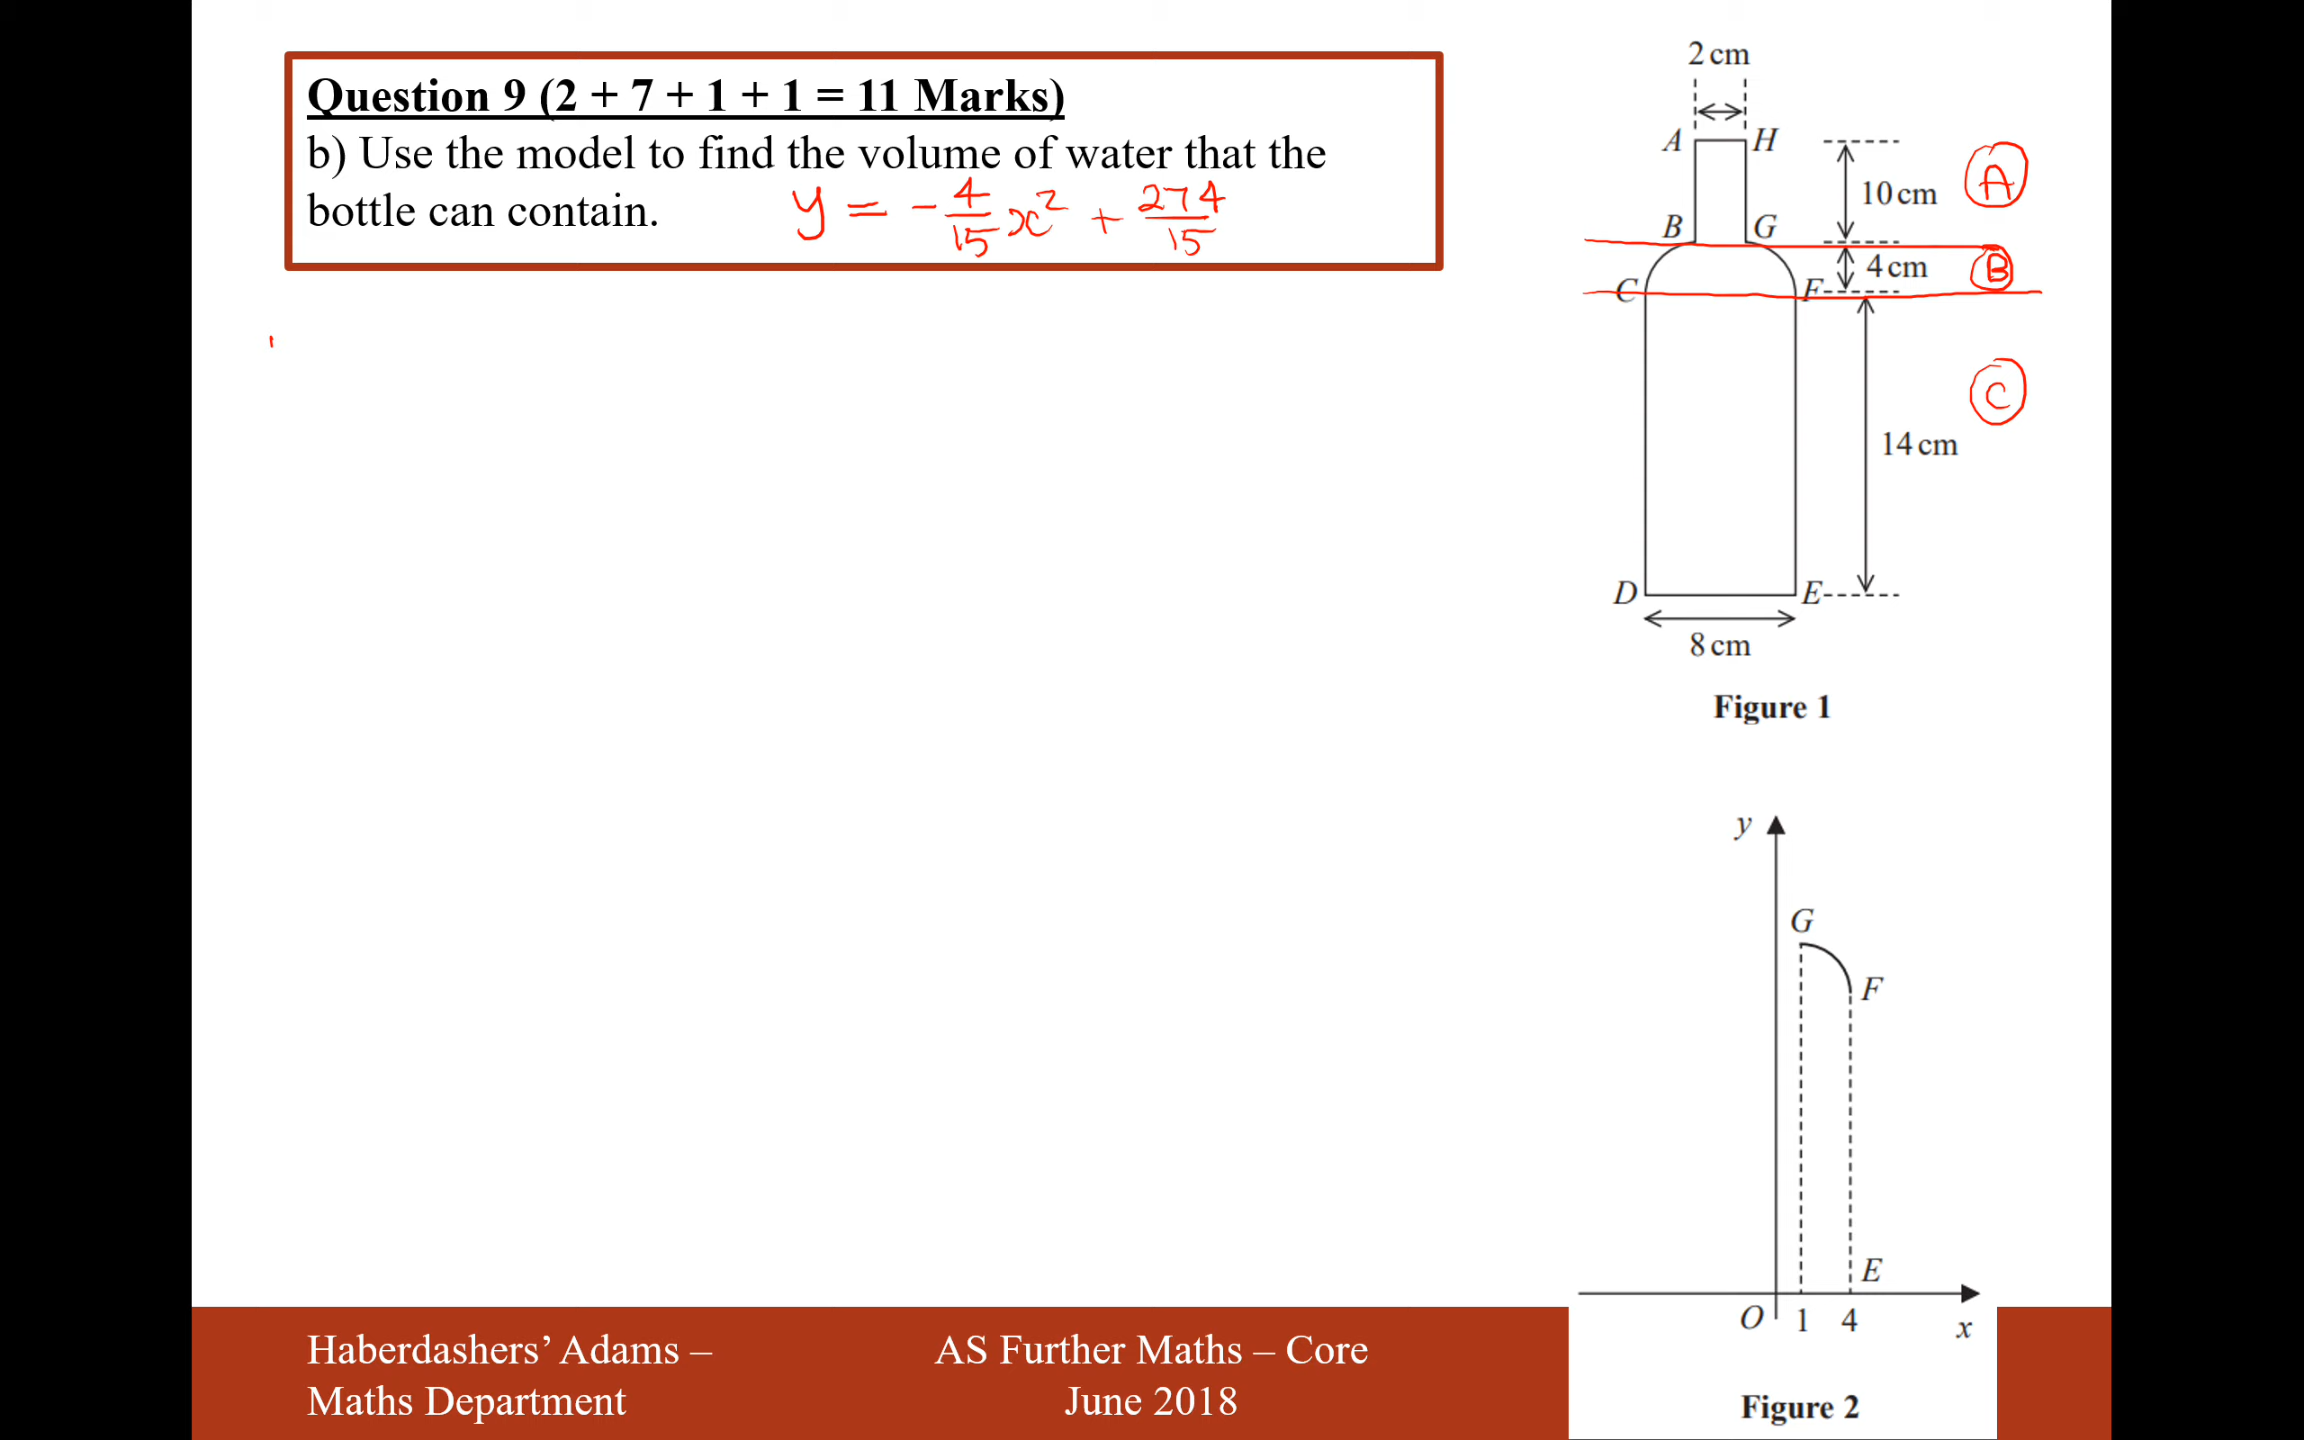 Question 9 (2 + 7 + 1 + 1 = 11 Marks)
b) Use the model to find the volume of water that the
bottle can contain.
y = - 4/15 x² + 274/15
2 cm
A
H
10 cm
A
B
G
4 cm
B
C
F
C
14 cm
D
E
8 cm
Figure 1
y
G
F
E
O
1
4
x
Figure 2
Haberdashers’ Adams –
Maths Department
AS Further Maths – Core
June 2018